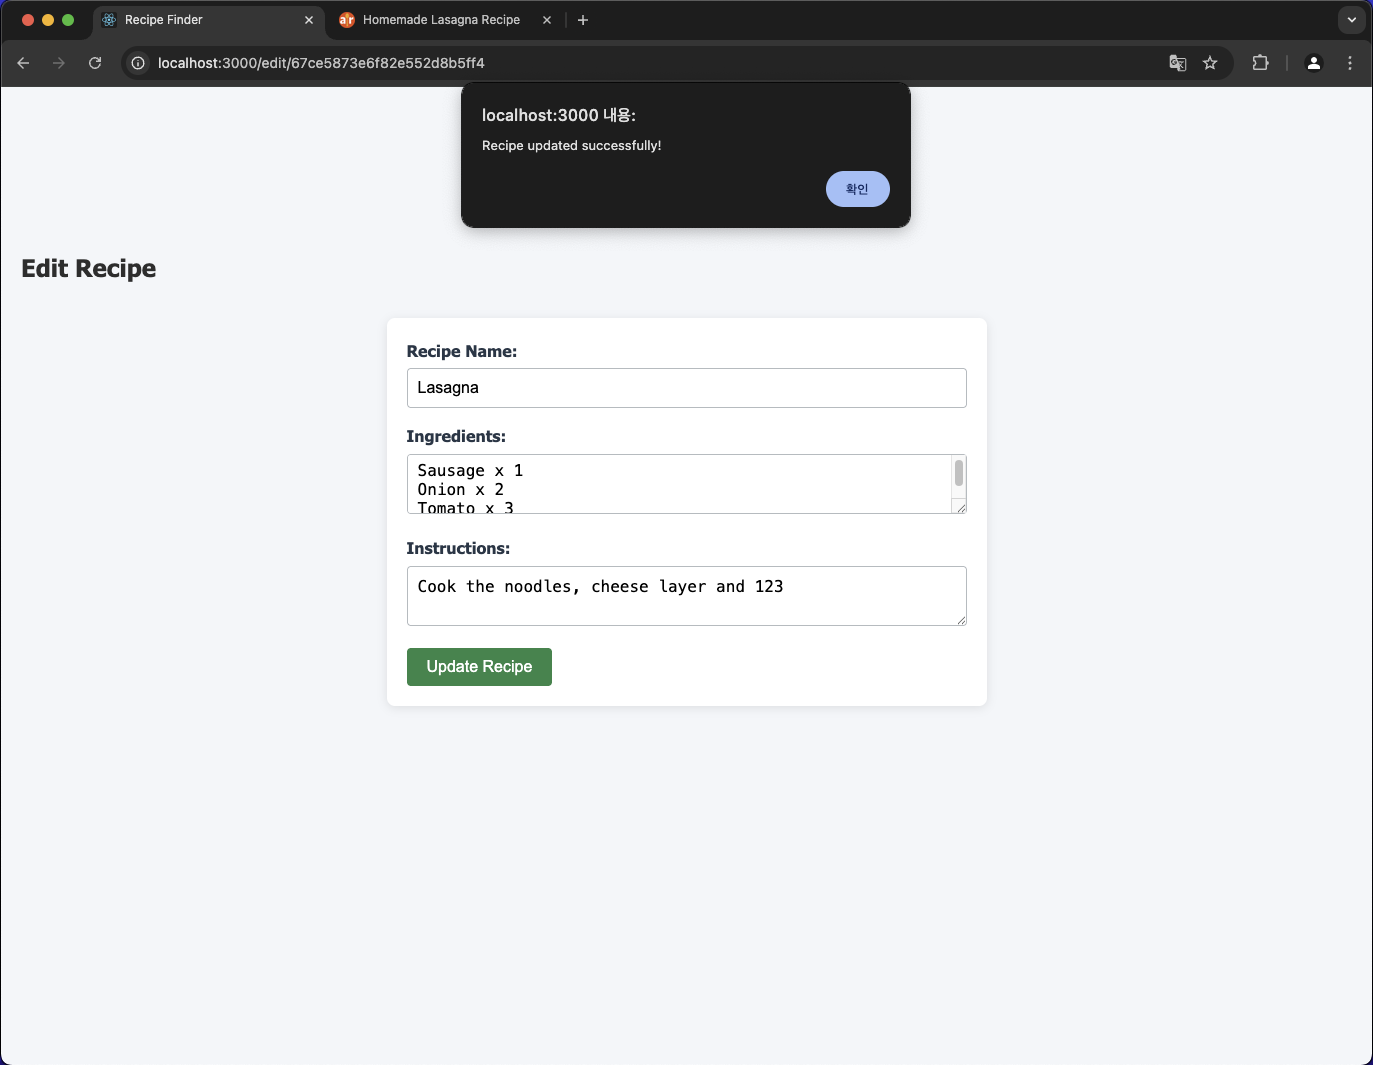 Recipe Finder
Homemade Lasagna Recipe
localhost:3000/edit/67ce5873e6f82e552d8b5ff4
localhost:3000 내용:
Recipe updated successfully!
확인
Edit Recipe
Recipe Name:
Lasagna
Ingredients:
Sausage x 1
Onion x 2
Tomato x 3
Instructions:
Cook the noodles, cheese layer and 123
Update Recipe